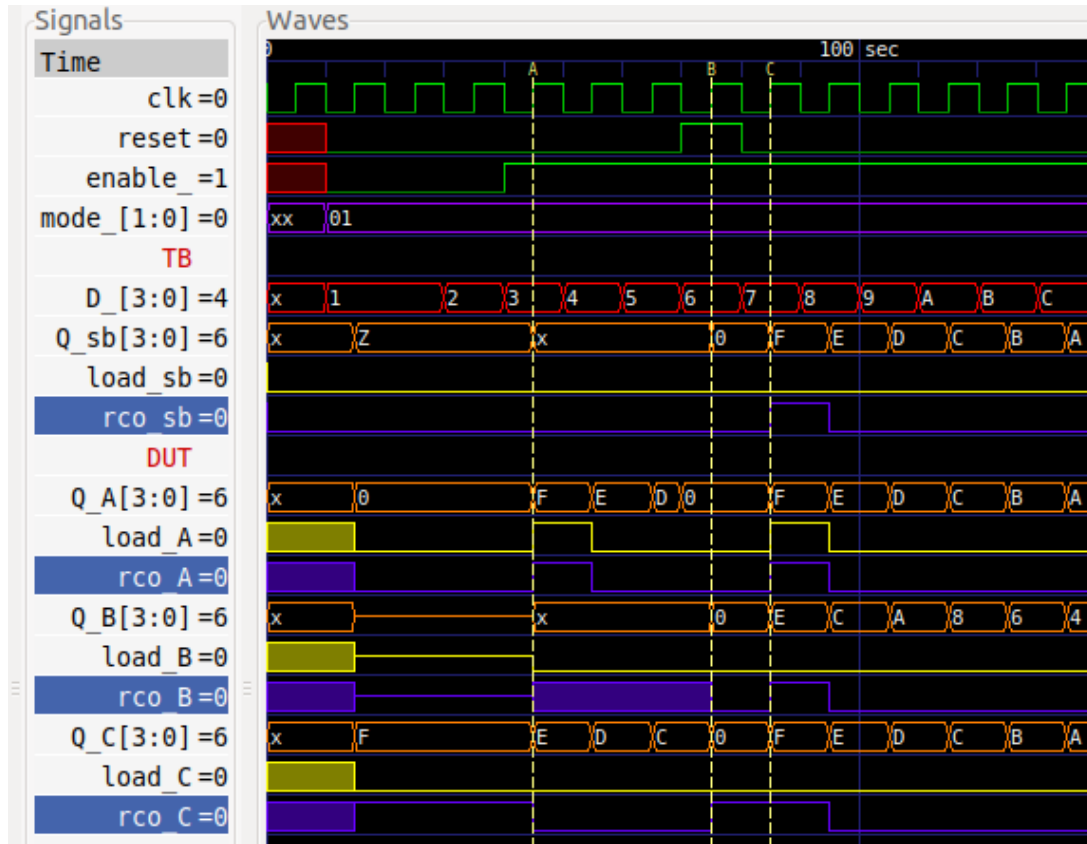 Signals Waves
Time 0 100 sec
A B C
clk =0
reset =0
enable_ =1
mode_[1:0] =0 xx 01
TB
D_[3:0] =4 x 1 2 3 4 5 6 7 8 9 A B C
Q_sb[3:0] =6 x Z x 0 F E D C B A
load_sb =0
rco_sb =0
DUT
Q_A[3:0] =6 x 0 F E D 0 F E D C B A
load_A =0
rco_A =0
Q_B[3:0] =6 x x 0 E C A 8 6 4
load_B =0
rco_B =0
Q_C[3:0] =6 x F E D C 0 F E D C B A
load_C =0
rco_C =0